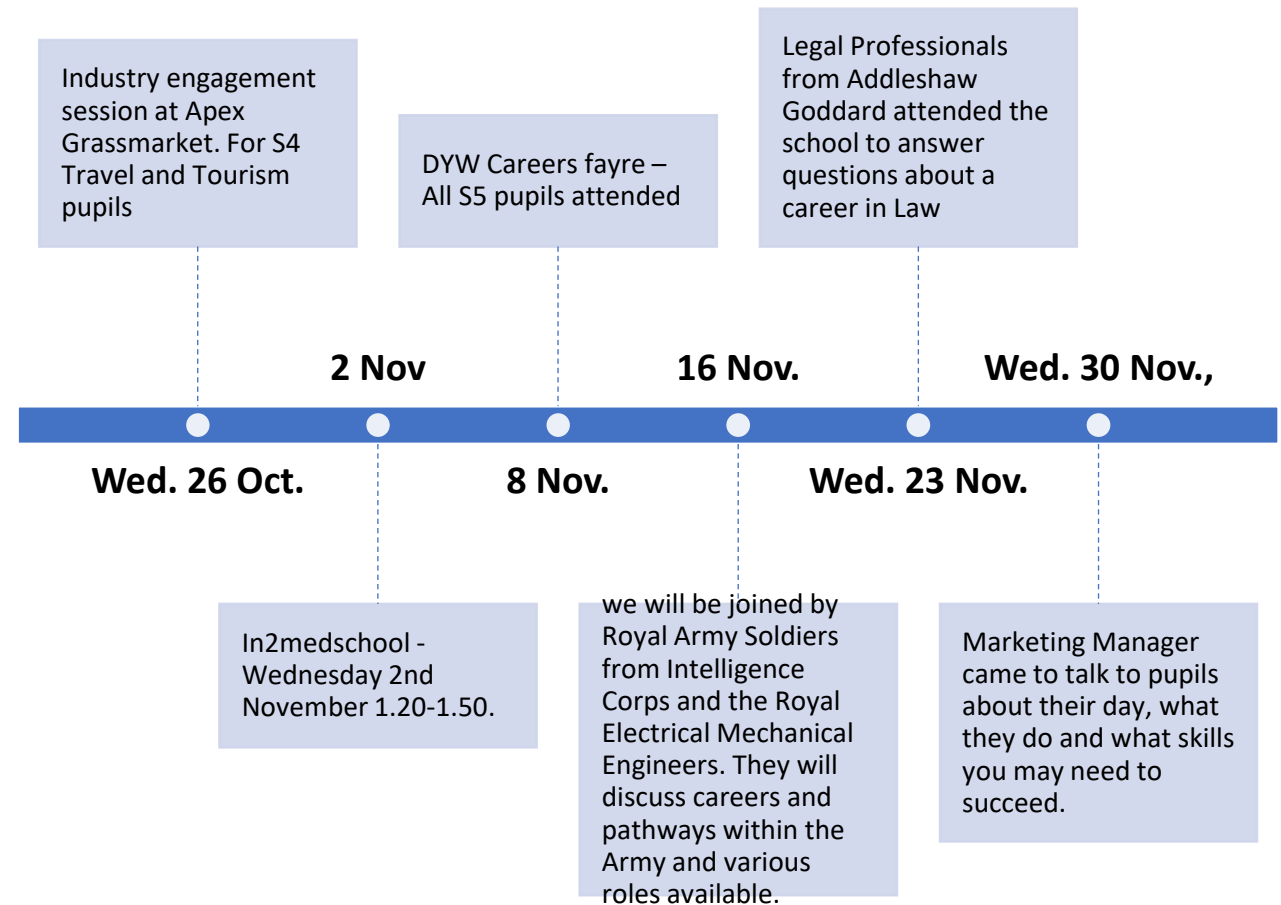 Industry engagement
session at Apex
Grassmarket. For S4
Travel and Tourism
pupils
DYW Careers fayre –
All S5 pupils attended
Legal Professionals
from Addleshaw
Goddard attended the
school to answer
questions about a
career in Law
2 Nov
16 Nov.
Wed. 30 Nov.,
Wed. 26 Oct.
8 Nov.
Wed. 23 Nov.
In2medschool -
Wednesday 2nd
November 1.20-1.50.
we will be joined by
Royal Army Soldiers
from Intelligence
Corps and the Royal
Electrical Mechanical
Engineers. They will
discuss careers and
pathways within the
Army and various
roles available.
Marketing Manager
came to talk to pupils
about their day, what
they do and what skills
you may need to
succeed.